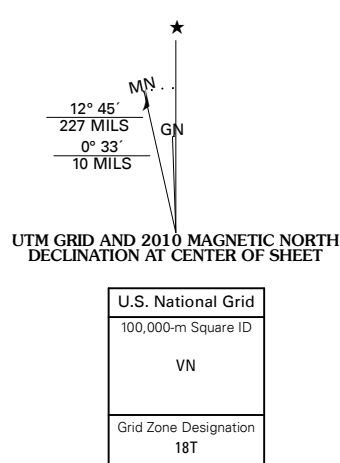 ★
MN
12° 45´
227 MILS
GN
0° 33´
10 MILS
UTM GRID AND 2010 MAGNETIC NORTH
DECLINATION AT CENTER OF SHEET
U.S. National Grid
100,000-m Square ID
VN
Grid Zone Designation
18T